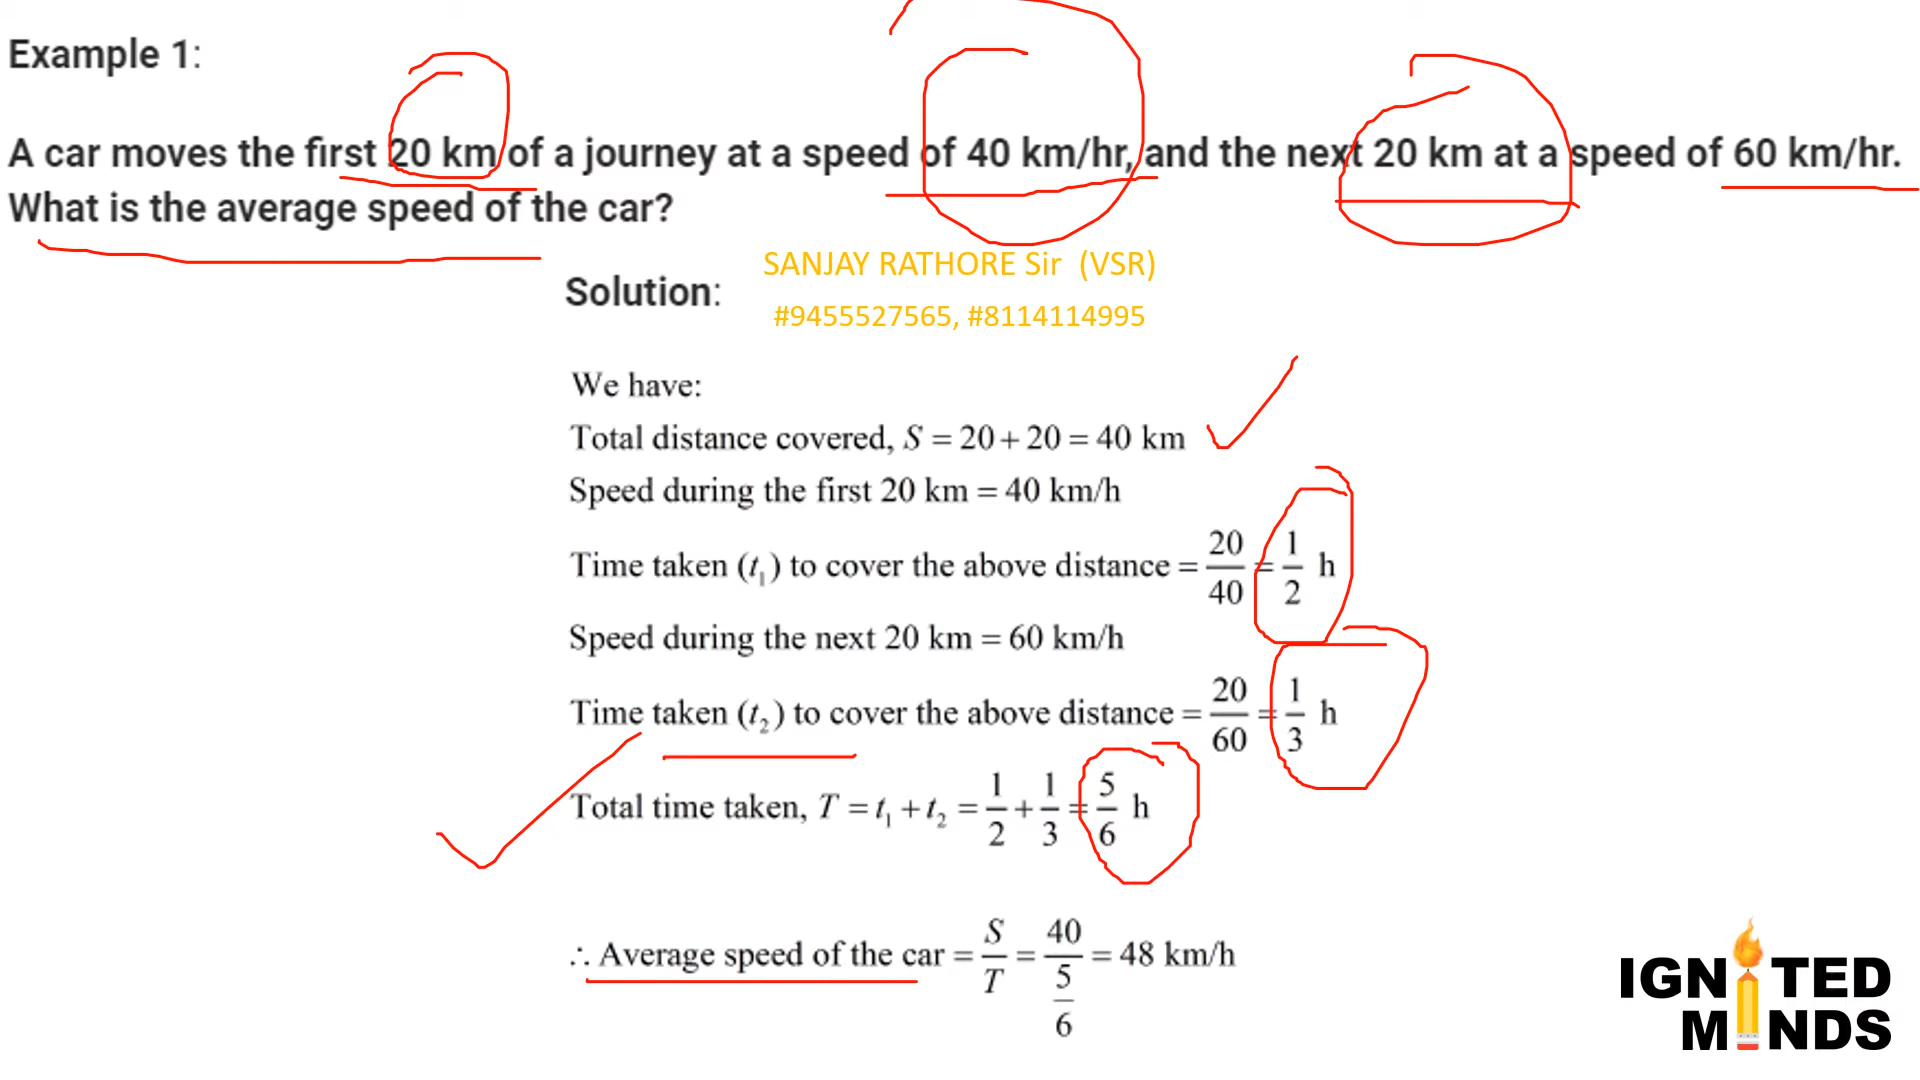 Example 1:
A car moves the first 20 km of a journey at a speed of 40 km/hr, and the next 20 km at a speed of 60 km/hr.
What is the average speed of the car?
SANJAY RATHORE Sir (VSR)
Solution:
#9455527565, #8114114995
We have:
Total distance covered, S = 20 + 20 = 40 km
Speed during the first 20 km = 40 km/h
Time taken (t₁) to cover the above distance = 20/40 = 1/2 h
Speed during the next 20 km = 60 km/h
Time taken (t₂) to cover the above distance = 20/60 = 1/3 h
Total time taken, T = t₁ + t₂ = 1/2 + 1/3 = 5/6 h
∴ Average speed of the car = S/T = 40/(5/6) = 48 km/h
IGNITED
MINDS